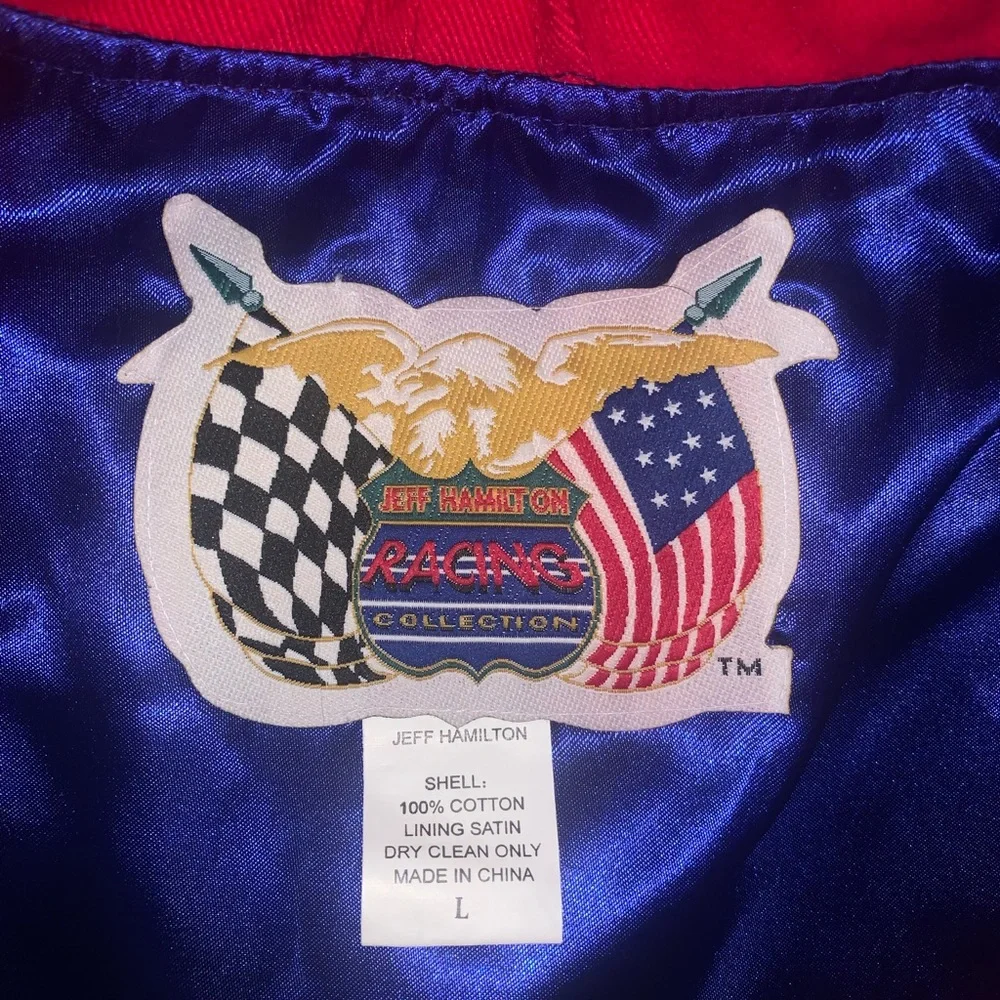 JEFF HAMILTON
RACING
COLLECTION
TM
JEFF HAMILTON
SHELL:
100% COTTON
LINING SATIN
DRY CLEAN ONLY
MADE IN CHINA
L